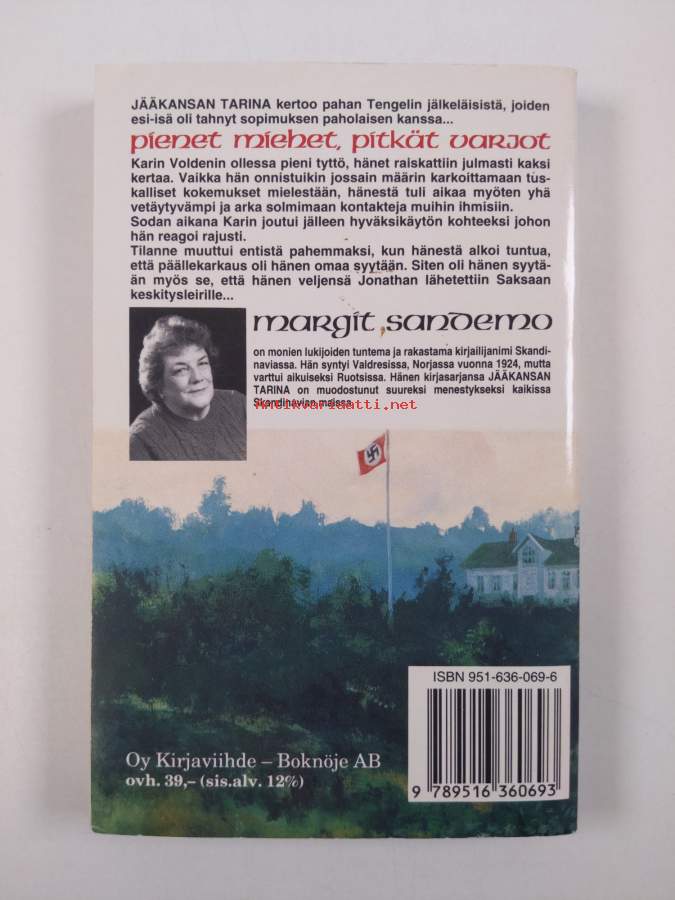 JÄÄKANSAN TARINA kertoo pahan Tengelin jälkeläisistä, joiden
esi-isä oli tahnyt sopimuksen paholaisen kanssa...
pienet miehet, pitkät varjot
Karin Voldenin ollessa pieni tyttö, hänet raiskattiin julmasti kaksi
kertaa. Vaikka hän onnistuikin jossain määrin karkoittamaan tus-
kalliset kokemukset mielestään, hänestä tuli aikaa myöten yhä
vetäytyvämpi ja arka solmimaan kontakteja muihin ihmisiin.
Sodan aikana Karin joutui jälleen hyväksikäytön kohteeksi johon
hän reagoi rajusti.
Tilanne muuttui entistä pahemmaksi, kun hänestä alkoi tuntua,
että päällekarkaus oli hänen omaa syytään. Siten oli hänen syytä-
än myös se, että hänen veljensä Jonathan lähetettiin Saksaan
keskitysleirille...
margit sandemo
on monien lukijoiden tuntema ja rakastama kirjailijanimi Skandi-
naviassa. Hän syntyi Valdresissa, Norjassa vuonna 1924, mutta
varttui aikuiseksi Ruotsissa. Hänen kirjasarjansa JÄÄKANSAN
TARINA on muodostunut suureksi menestykseksi kaikissa
Skandinavian maissa.
Antikvariaatti.net
ISBN 951-636-069-6
9 789516 360693
Oy Kirjaviihde – Boknöje AB
ovh. 39,– (sis.alv. 12%)